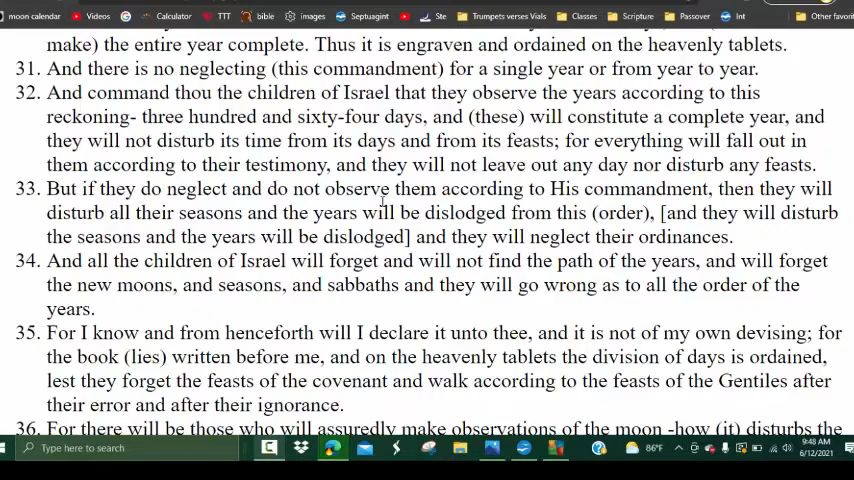 moon calendar Videos G Calculator TTT bible images Septuagint Ste Trumpets verses Vials Classes Scripture Passover Int Other favori
make) the entire year complete. Thus it is engraven and ordained on the heavenly tablets.
31. And there is no neglecting (this commandment) for a single year or from year to year.
32. And command thou the children of Israel that they observe the years according to this
reckoning- three hundred and sixty-four days, and (these) will constitute a complete year, and
they will not disturb its time from its days and from its feasts; for everything will fall out in
them according to their testimony, and they will not leave out any day nor disturb any feasts.
33. But if they do neglect and do not observe them according to His commandment, then they will
disturb all their seasons and the years will be dislodged from this (order), [and they will disturb
the seasons and the years will be dislodged] and they will neglect their ordinances.
34. And all the children of Israel will forget and will not find the path of the years, and will forget
the new moons, and seasons, and sabbaths and they will go wrong as to all the order of the
years.
35. For I know and from henceforth will I declare it unto thee, and it is not of my own devising; for
the book (lies) written before me, and on the heavenly tablets the division of days is ordained,
lest they forget the feasts of the covenant and walk according to the feasts of the Gentiles after
their error and after their ignorance.
36. For there will be those who will assuredly make observations of the moon -how (it) disturbs the
Type here to search
86°F
9:48 AM
6/12/2021